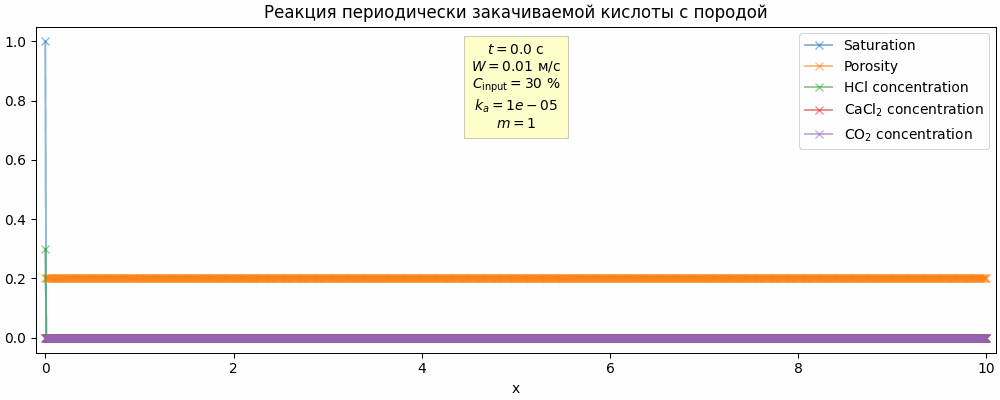 Реакция периодически закачиваемой кислоты с породой
1.0
0.8
0.6
0.4
0.2
0.0
t = 0.0 с
W = 0.01 м/с
C_input = 30 %
k_a = 1e − 05
m = 1
Saturation
Porosity
HCl concentration
CaCl₂ concentration
CO₂ concentration
0 2 4 6 8 10
x